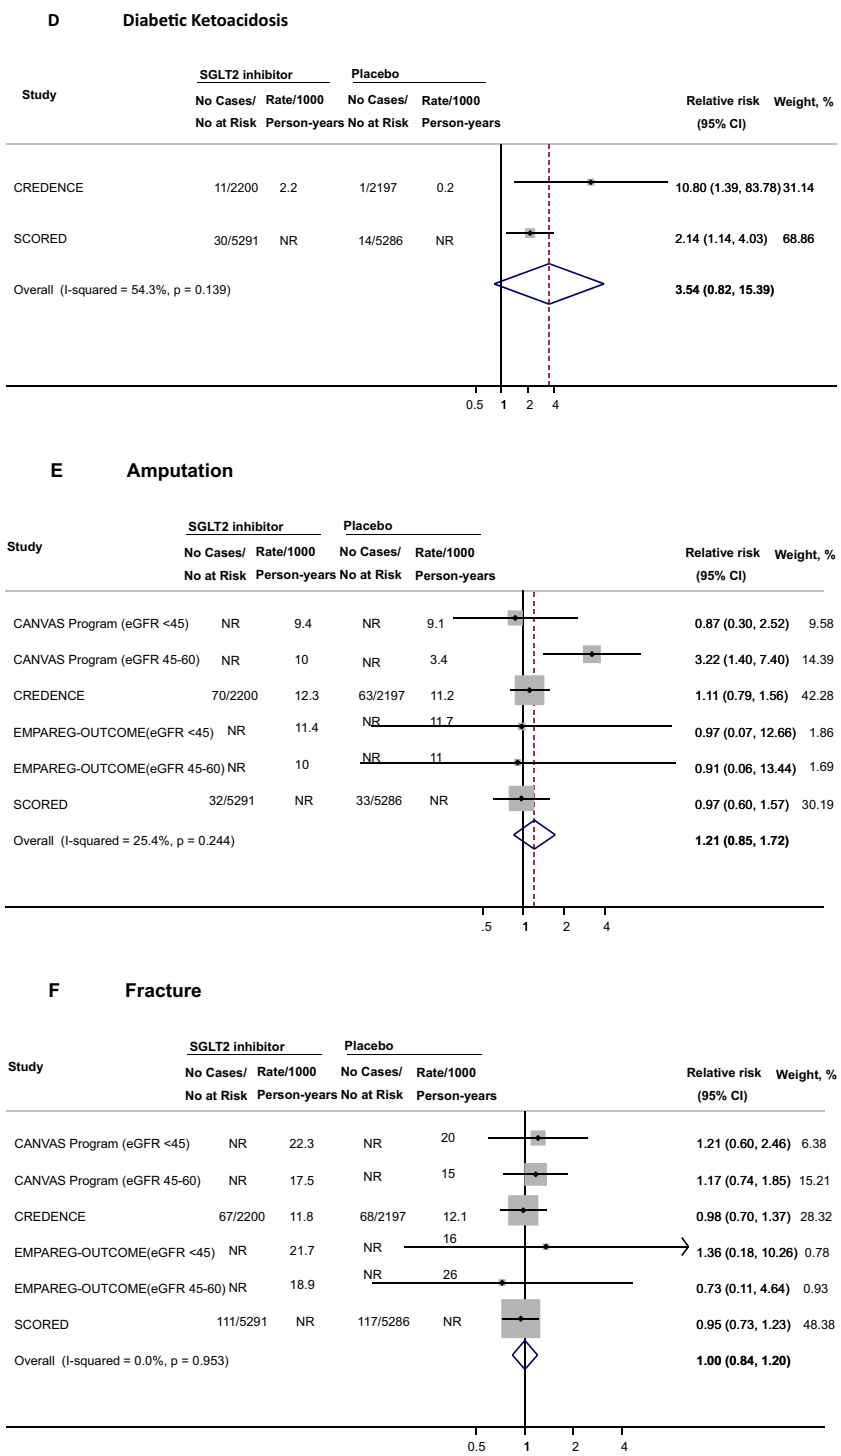 D Diabetic Ketoacidosis
SGLT2 inhibitor Placebo
Study No Cases/ Rate/1000 No Cases/ Rate/1000 Relative risk Weight, %
No at Risk Person-years No at Risk Person-years (95% CI)
CREDENCE 11/2200 2.2 1/2197 0.2 10.80 (1.39, 83.78) 31.14
SCORED 30/5291 NR 14/5286 NR 2.14 (1.14, 4.03) 68.86
Overall (I-squared = 54.3%, p = 0.139) 3.54 (0.82, 15.39)
0.5 1 2 4
E Amputation
SGLT2 inhibitor Placebo
Study No Cases/ Rate/1000 No Cases/ Rate/1000 Relative risk Weight, %
No at Risk Person-years No at Risk Person-years (95% CI)
CANVAS Program (eGFR <45) NR 9.4 NR 9.1 0.87 (0.30, 2.52) 9.58
CANVAS Program (eGFR 45-60) NR 10 NR 3.4 3.22 (1.40, 7.40) 14.39
CREDENCE 70/2200 12.3 63/2197 11.2 1.11 (0.79, 1.56) 42.28
EMPAREG-OUTCOME(eGFR <45) NR 11.4 NR 11.7 0.97 (0.07, 12.66) 1.86
EMPAREG-OUTCOME(eGFR 45-60) NR 10 NR 11 0.91 (0.06, 13.44) 1.69
SCORED 32/5291 NR 33/5286 NR 0.97 (0.60, 1.57) 30.19
Overall (I-squared = 25.4%, p = 0.244) 1.21 (0.85, 1.72)
.5 1 2 4
F Fracture
SGLT2 inhibitor Placebo
Study No Cases/ Rate/1000 No Cases/ Rate/1000 Relative risk Weight, %
No at Risk Person-years No at Risk Person-years (95% CI)
CANVAS Program (eGFR <45) NR 22.3 NR 20 1.21 (0.60, 2.46) 6.38
CANVAS Program (eGFR 45-60) NR 17.5 NR 15 1.17 (0.74, 1.85) 15.21
CREDENCE 67/2200 11.8 68/2197 12.1 0.98 (0.70, 1.37) 28.32
EMPAREG-OUTCOME(eGFR <45) NR 21.7 NR 16 1.36 (0.18, 10.26) 0.78
EMPAREG-OUTCOME(eGFR 45-60) NR 18.9 NR 26 0.73 (0.11, 4.64) 0.93
SCORED 111/5291 NR 117/5286 NR 0.95 (0.73, 1.23) 48.38
Overall (I-squared = 0.0%, p = 0.953) 1.00 (0.84, 1.20)
0.5 1 2 4